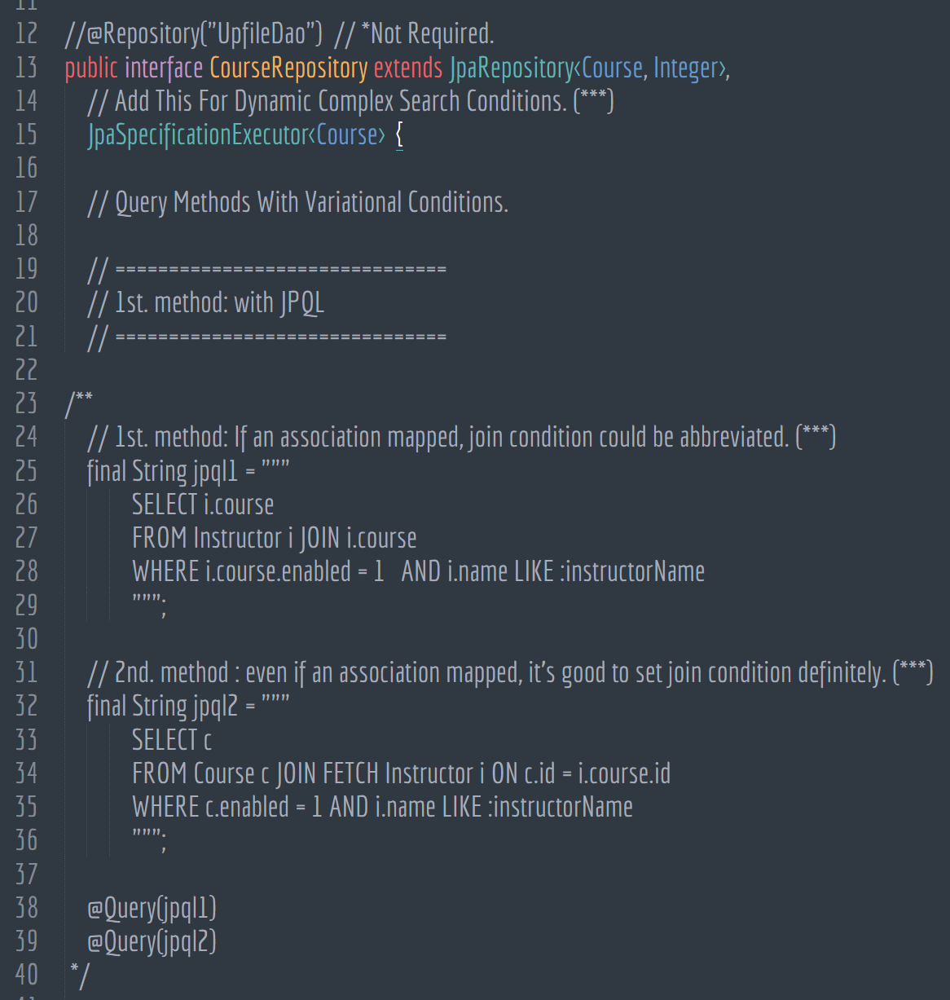 11
12 //@Repository("UpfileDao")  // *Not Required.
13 public interface CourseRepository extends JpaRepository<Course, Integer>,
14     // Add This For Dynamic Complex Search Conditions. (***)
15     JpaSpecificationExecutor<Course> {
16
17     // Query Methods With Variational Conditions.
18
19     // ===============================
20     // 1st. method: with JPQL
21     // ===============================
22
23 /**
24     // 1st. method: If an association mapped, join condition could be abbreviated. (***)
25     final String jpql1 = """
26             SELECT i.course
27             FROM Instructor i JOIN i.course
28             WHERE i.course.enabled = 1   AND i.name LIKE :instructorName
29             """;
30
31     // 2nd. method : even if an association mapped, it's good to set join condition definitely. (***)
32     final String jpql2 = """
33             SELECT c
34             FROM Course c JOIN FETCH Instructor i ON c.id = i.course.id
35             WHERE c.enabled = 1 AND i.name LIKE :instructorName
36             """;
37
38     @Query(jpql1)
39     @Query(jpql2)
40  */